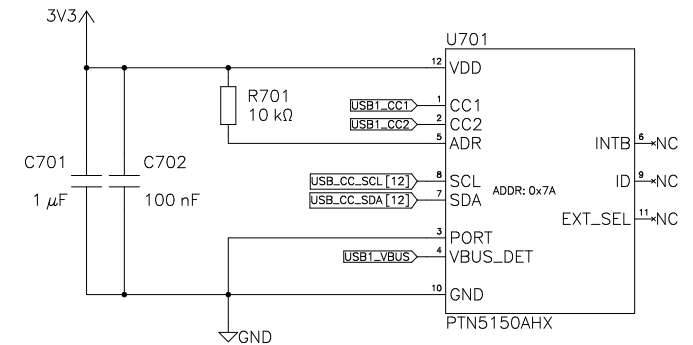 3V3
U701
12 VDD
R701
10 kΩ
USB1_CC1 1 CC1
USB1_CC2 2 CC2
5 ADR
INTB 6 NC
C701
1 μF
C702
100 nF
USB_CC_SCL [12] 8 SCL
USB_CC_SDA [12] 7 SDA
ADDR: 0x7A
ID 9 NC
EXT_SEL 11 NC
3 PORT
USB1_VBUS 4 VBUS_DET
10 GND
GND
PTN5150AHX